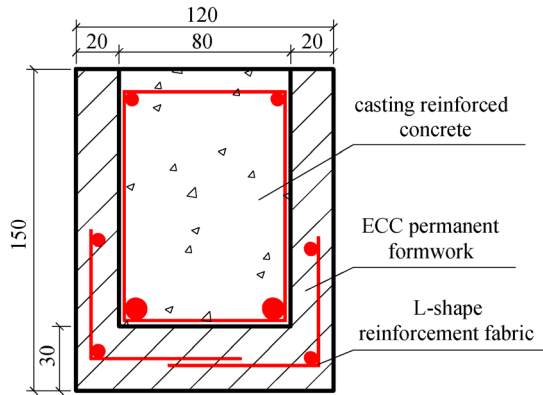 120
20
80
20
casting reinforced
concrete
150
ECC permanent
formwork
L-shape
reinforcement fabric
30